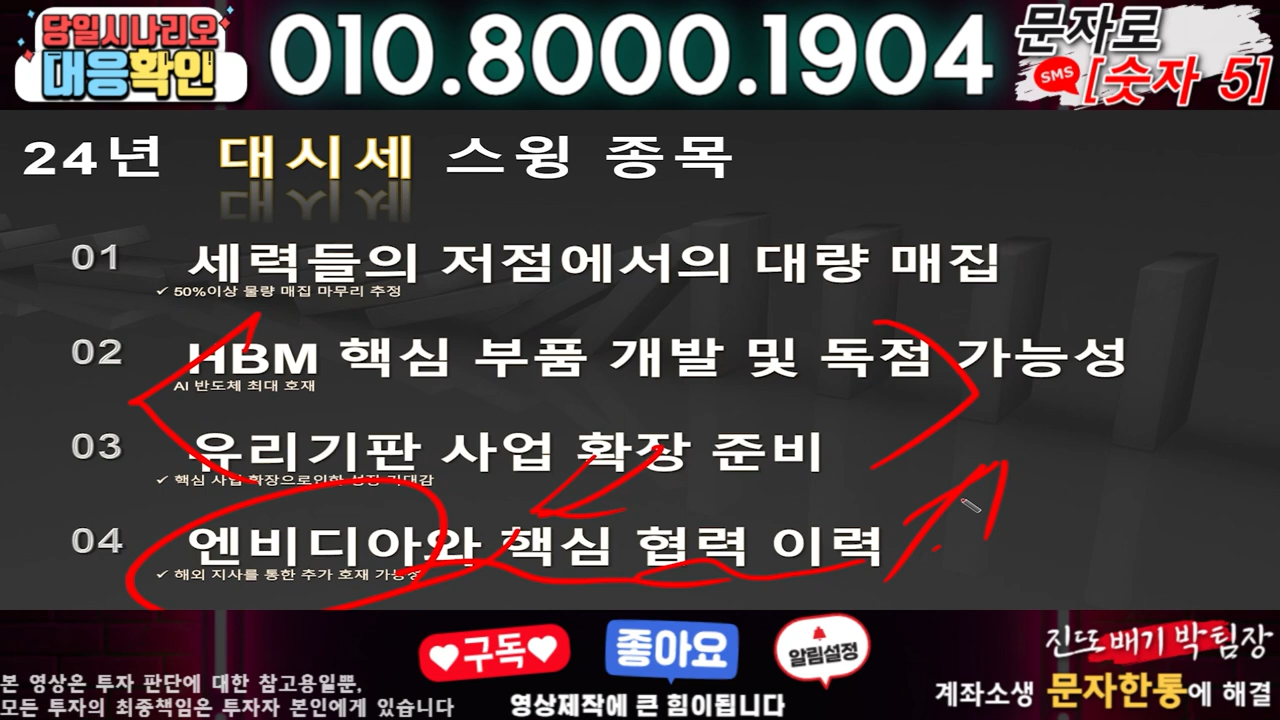 당일시나리오
대응확인
010.8000.1904
문자로
SMS [숫자 5]
24년 대시세 스윙 종목
01 세력들의 저점에서의 대량 매집
✓ 50%이상 물량 매집 마무리 추정
02 HBM 핵심 부품 개발 및 독점 가능성
AI 반도체 최대 호재
03 유리기판 사업 확장 준비
✓ 핵심 사업 확장으로인한 성장 기대감
04 엔비디아와 핵심 협력 이력
✓ 해외 지사를 통한 추가 호재 가능성
구독
좋아요
알림설정
영상제작에 큰 힘이됩니다
본 영상은 투자 판단에 대한 참고용일뿐,
모든 투자의 최종책임은 투자자 본인에게 있습니다
진또배기 박팀장
계좌소생 문자한통에 해결